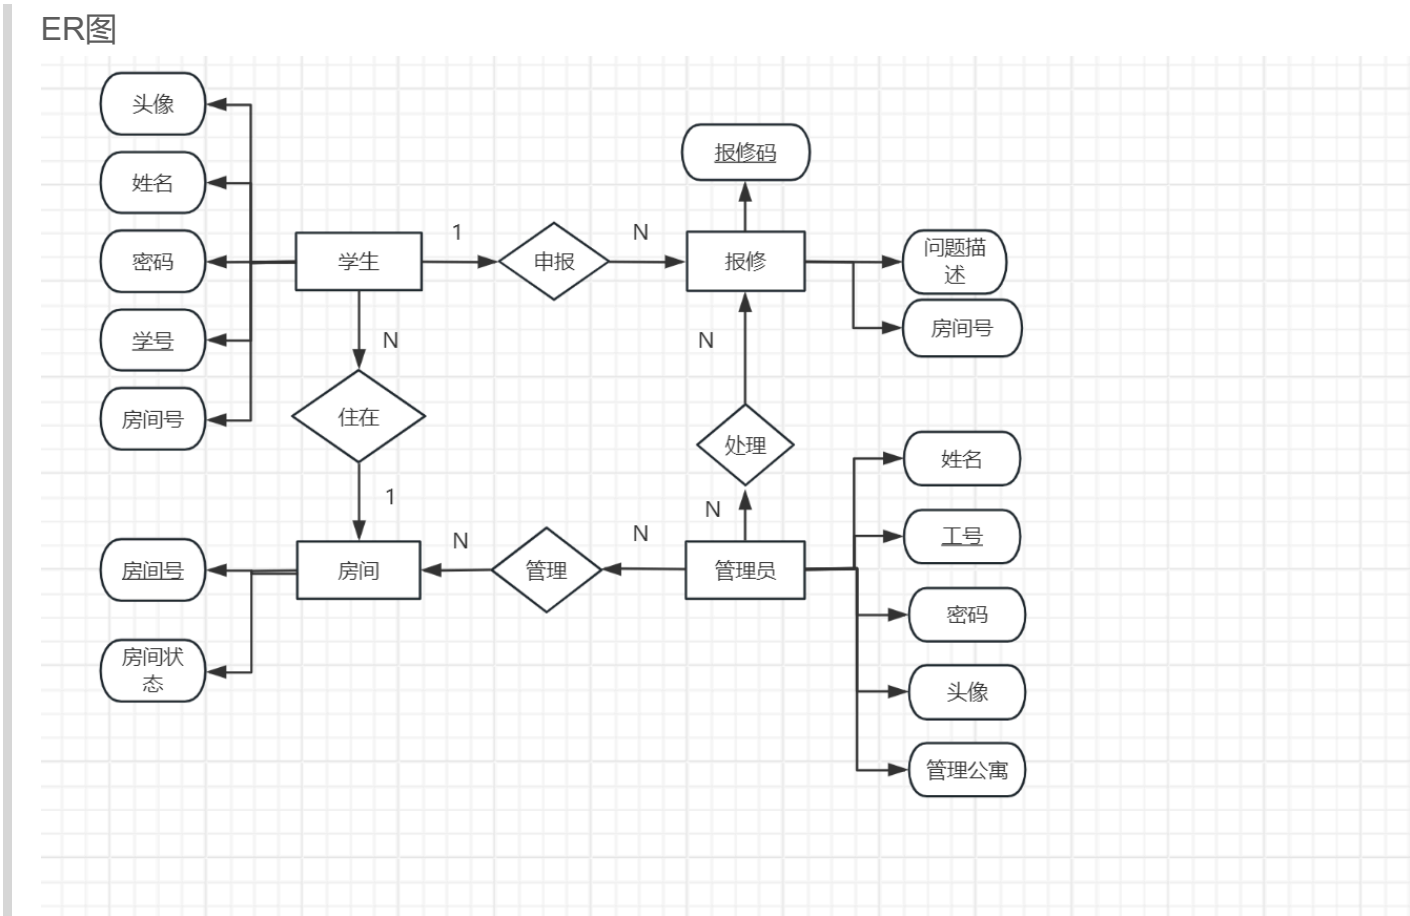 ER图
头像
姓名
密码
学号
房间号
学生
1
申报
N
报修
报修码
问题描
述
房间号
N
住在
1
N
处理
N
房间号
房间状
态
房间
N
管理
N
管理员
姓名
工号
密码
头像
管理公寓